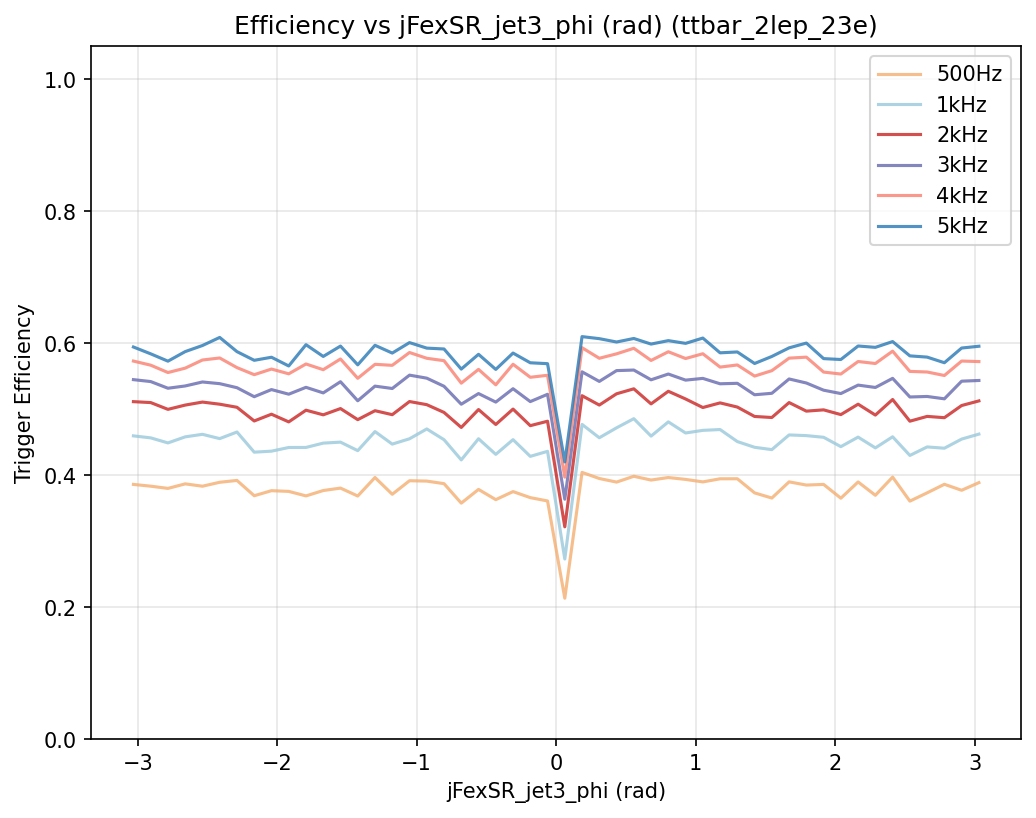 Efficiency vs jFexSR_jet3_phi (rad) (ttbar_2lep_23e)
500Hz
1kHz
2kHz
3kHz
4kHz
5kHz
Trigger Efficiency
1.0
0.8
0.6
0.4
0.2
0.0
−3
−2
−1
0
1
2
3
jFexSR_jet3_phi (rad)